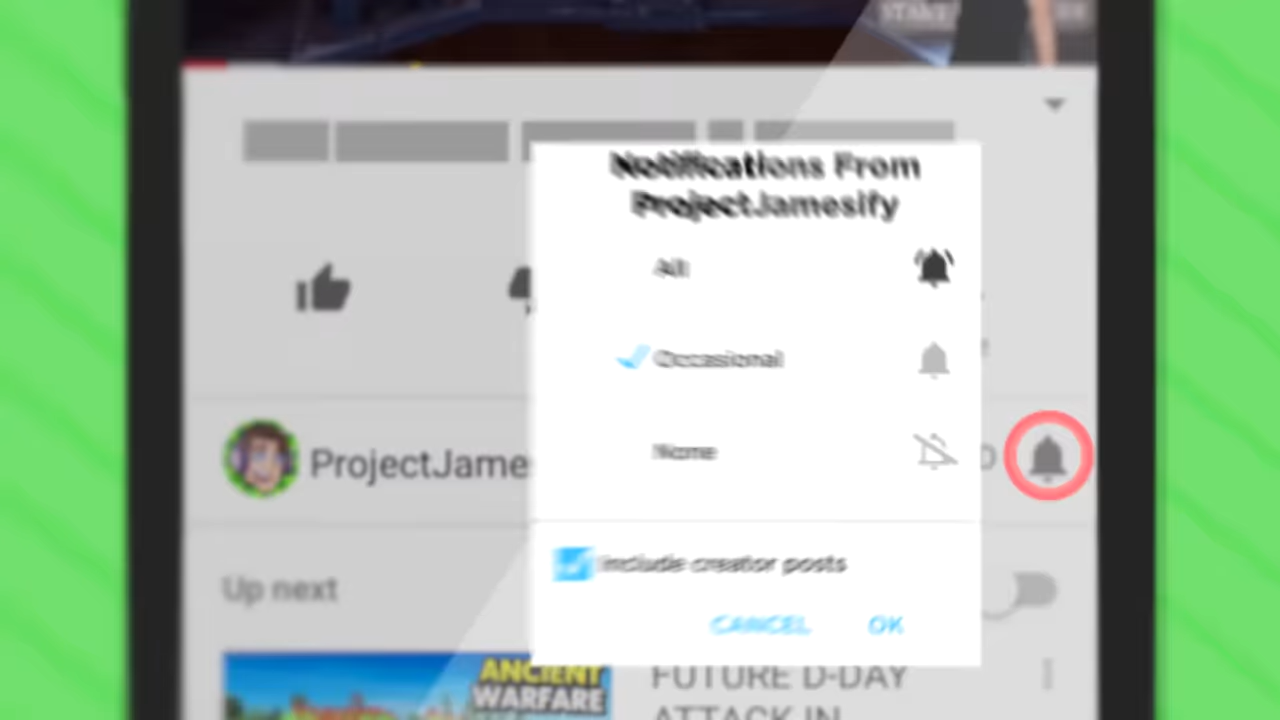 Notifications From
ProjectJamesify
All
Occasional
ProjectJame
None
include creator posts
Up next
CANCEL OK
ANCIENT
WARFARE
FUTURE D-DAY
ATTACK IN